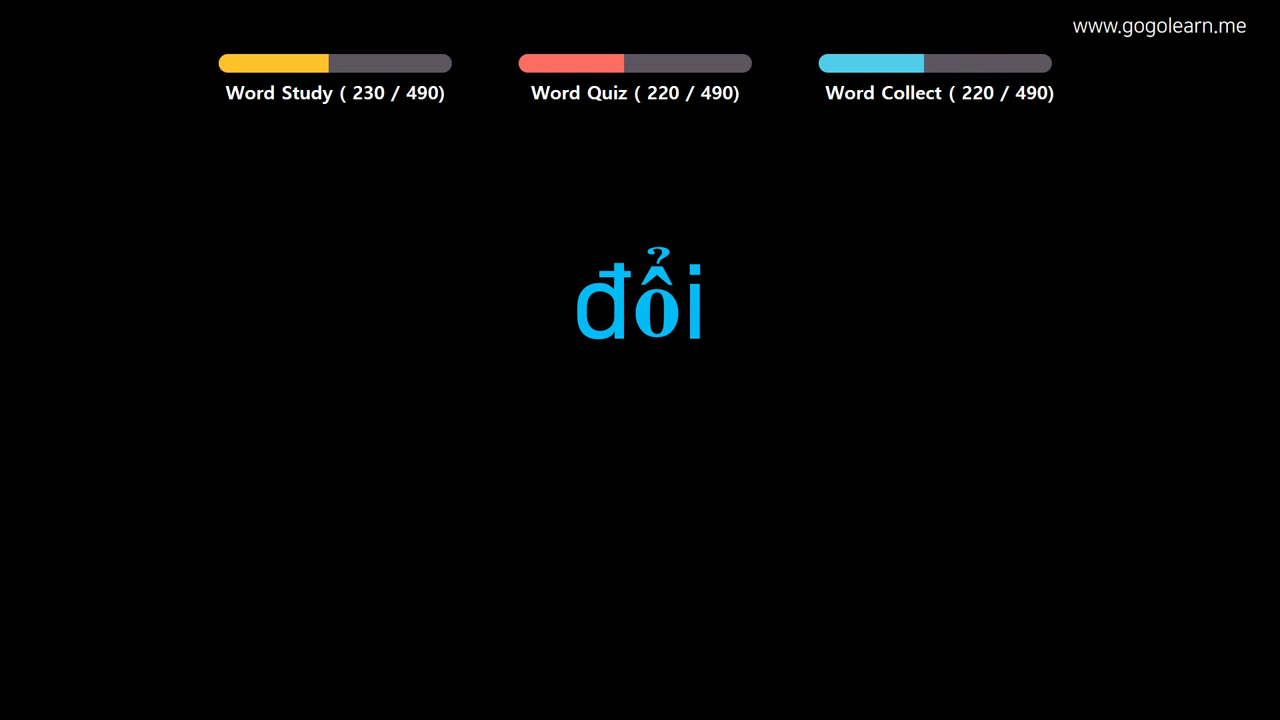 www.gogolearn.me
Word Study ( 230 / 490)
Word Quiz ( 220 / 490)
Word Collect ( 220 / 490)
đổi